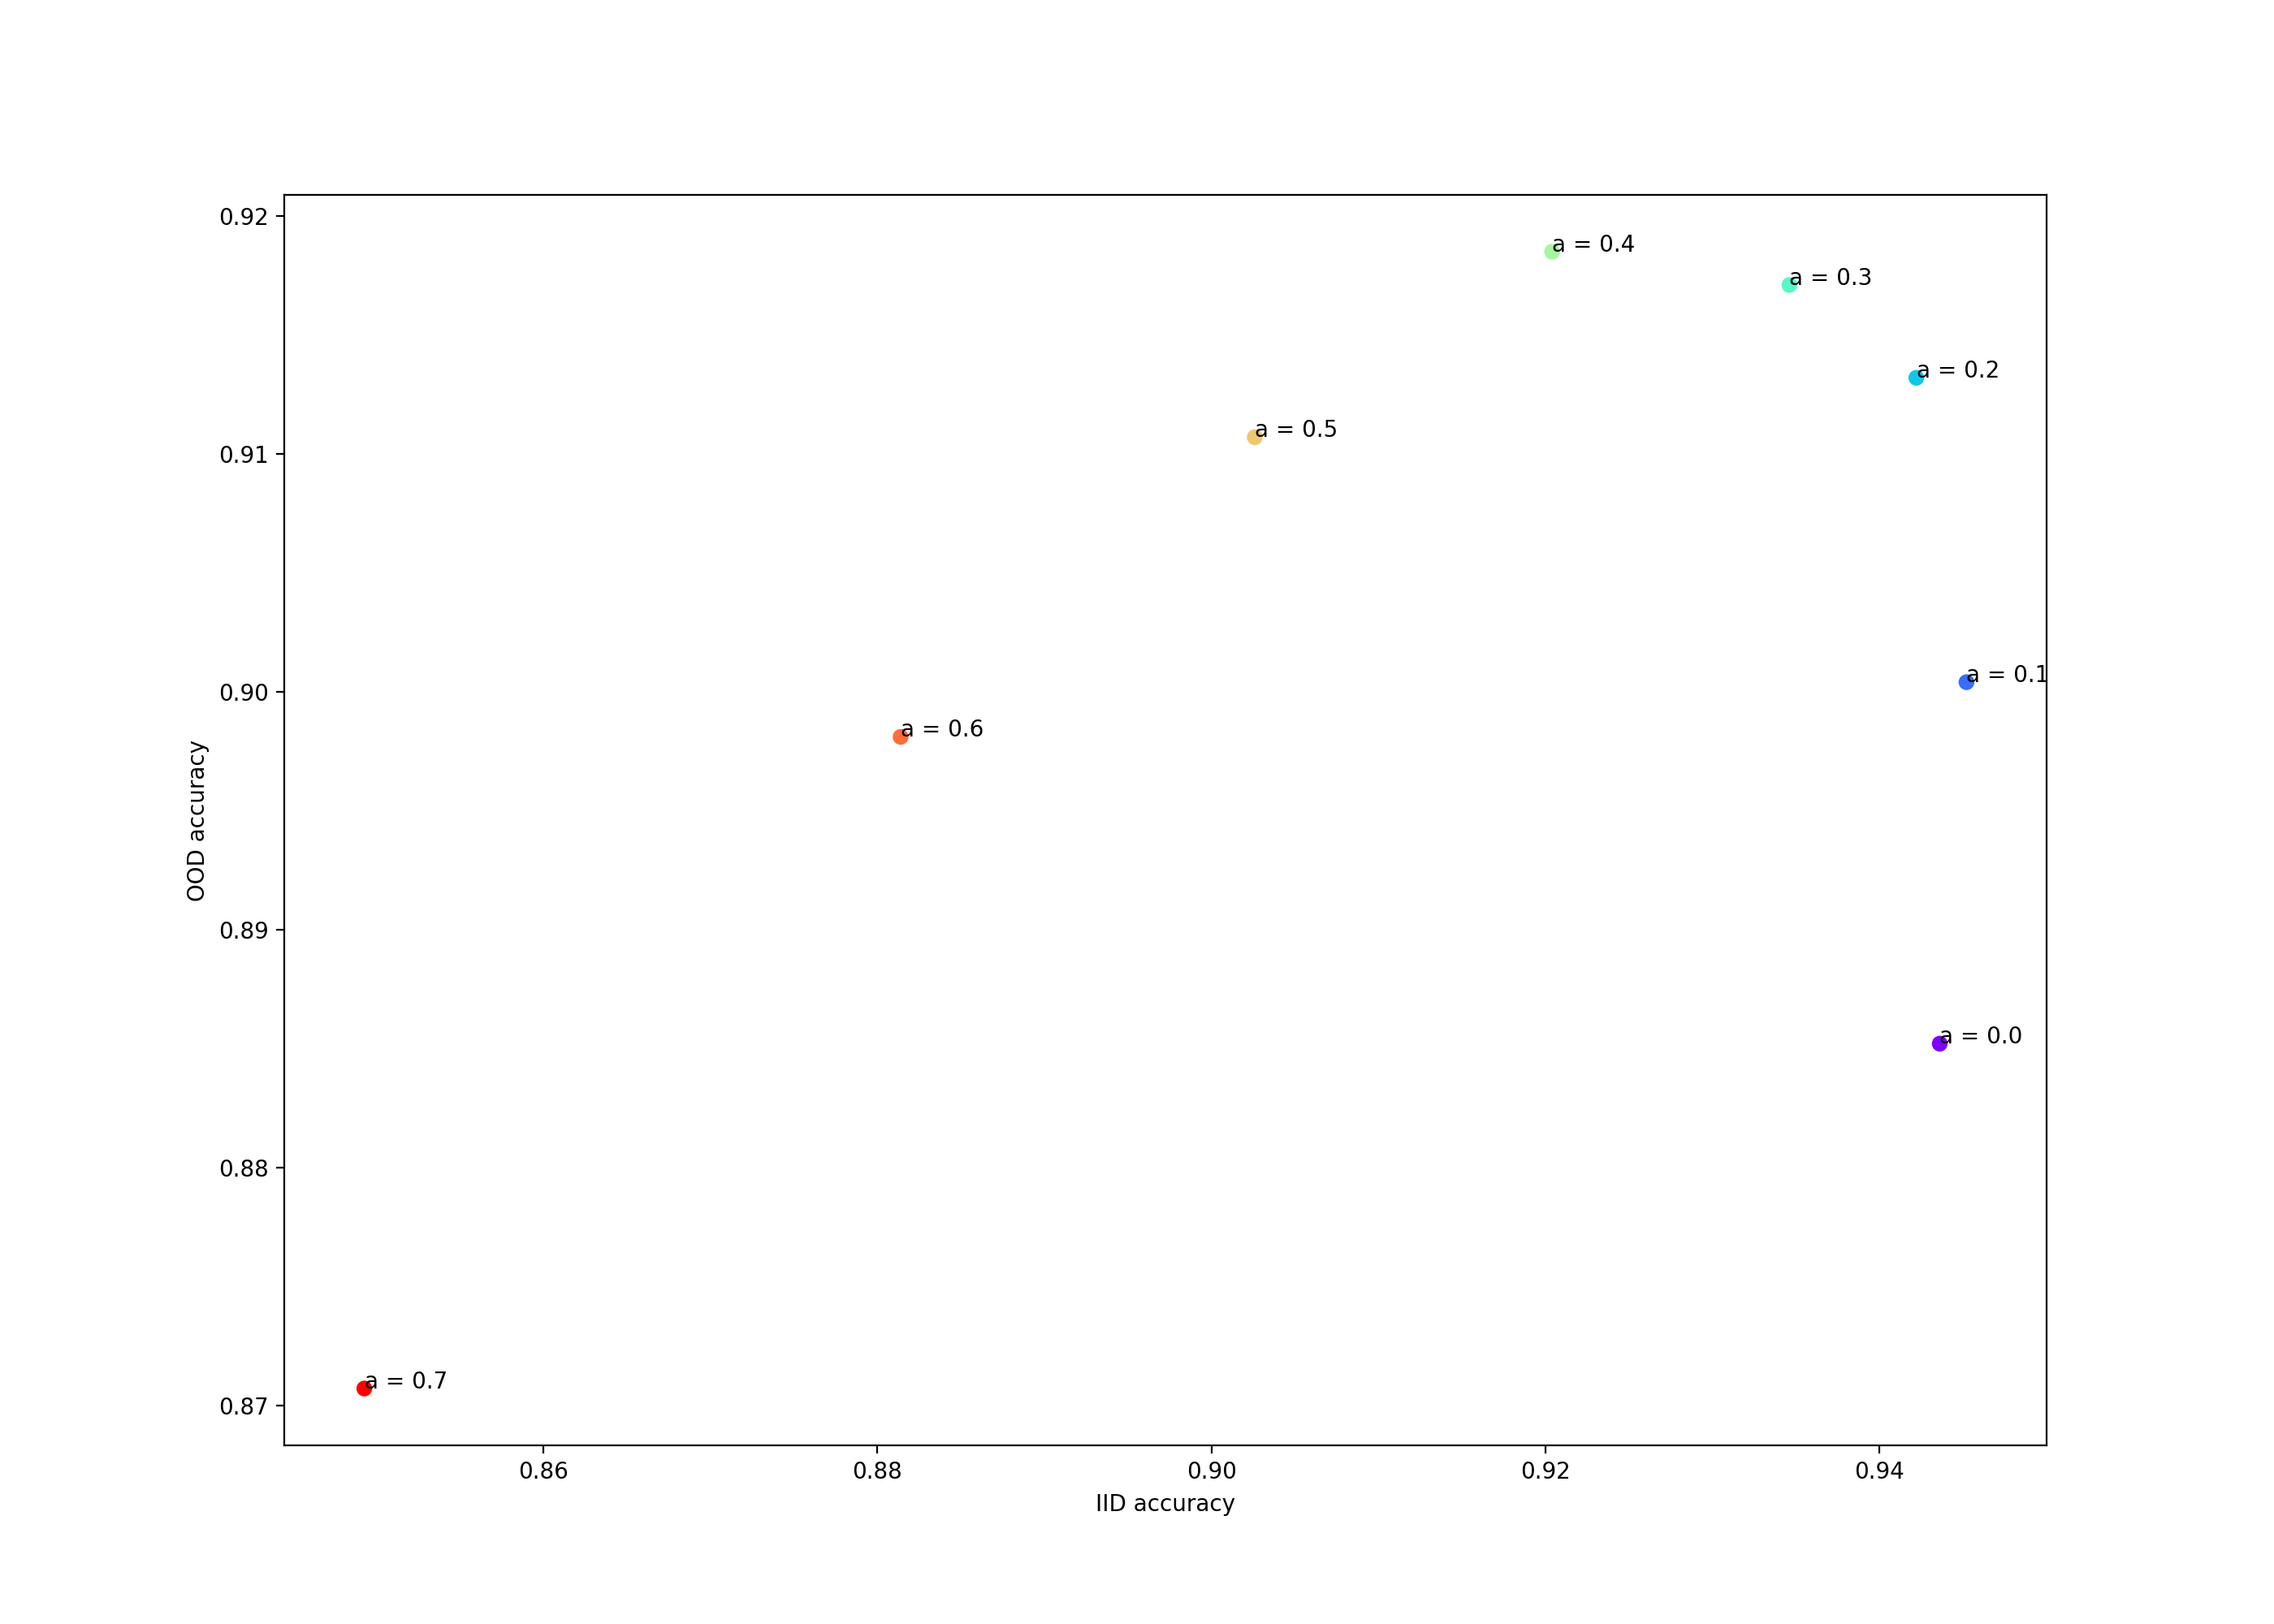 0.92
a = 0.4
a = 0.3
a = 0.2
a = 0.5
0.91
a = 0.1
0.90
a = 0.6
OOD accuracy
0.89
a = 0.0
0.88
a = 0.7
0.87
0.86
0.88
0.90
0.92
0.94
IID accuracy